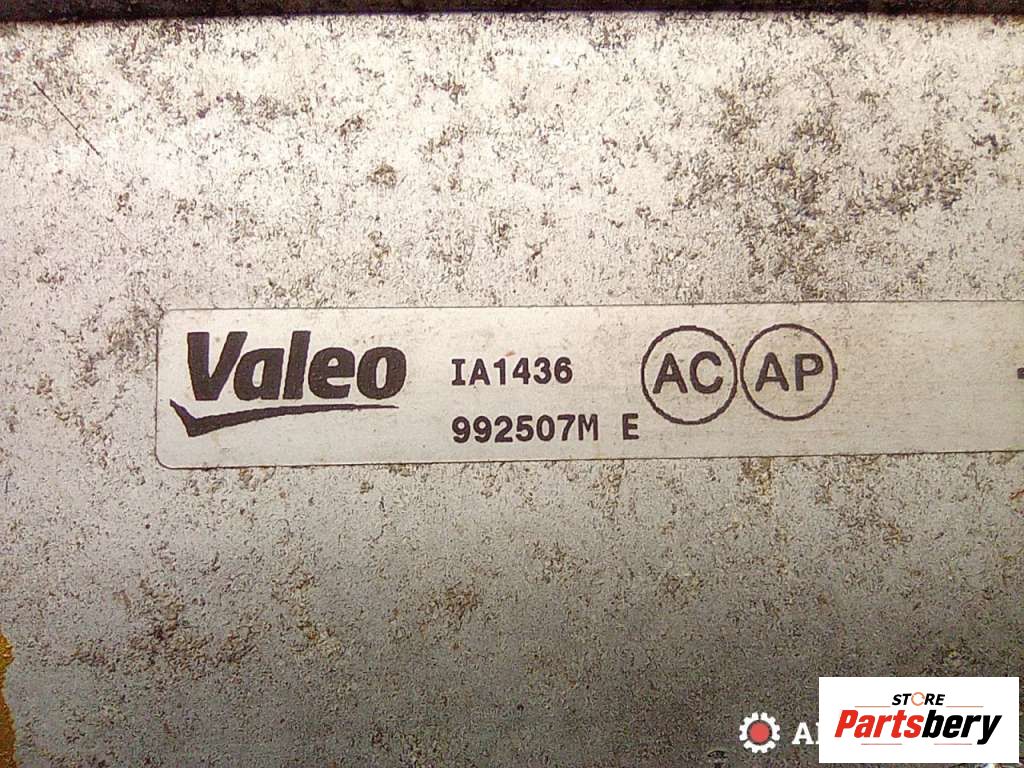 Valeo
IA1436
992507M E
AC AP
STORE
Partsbery